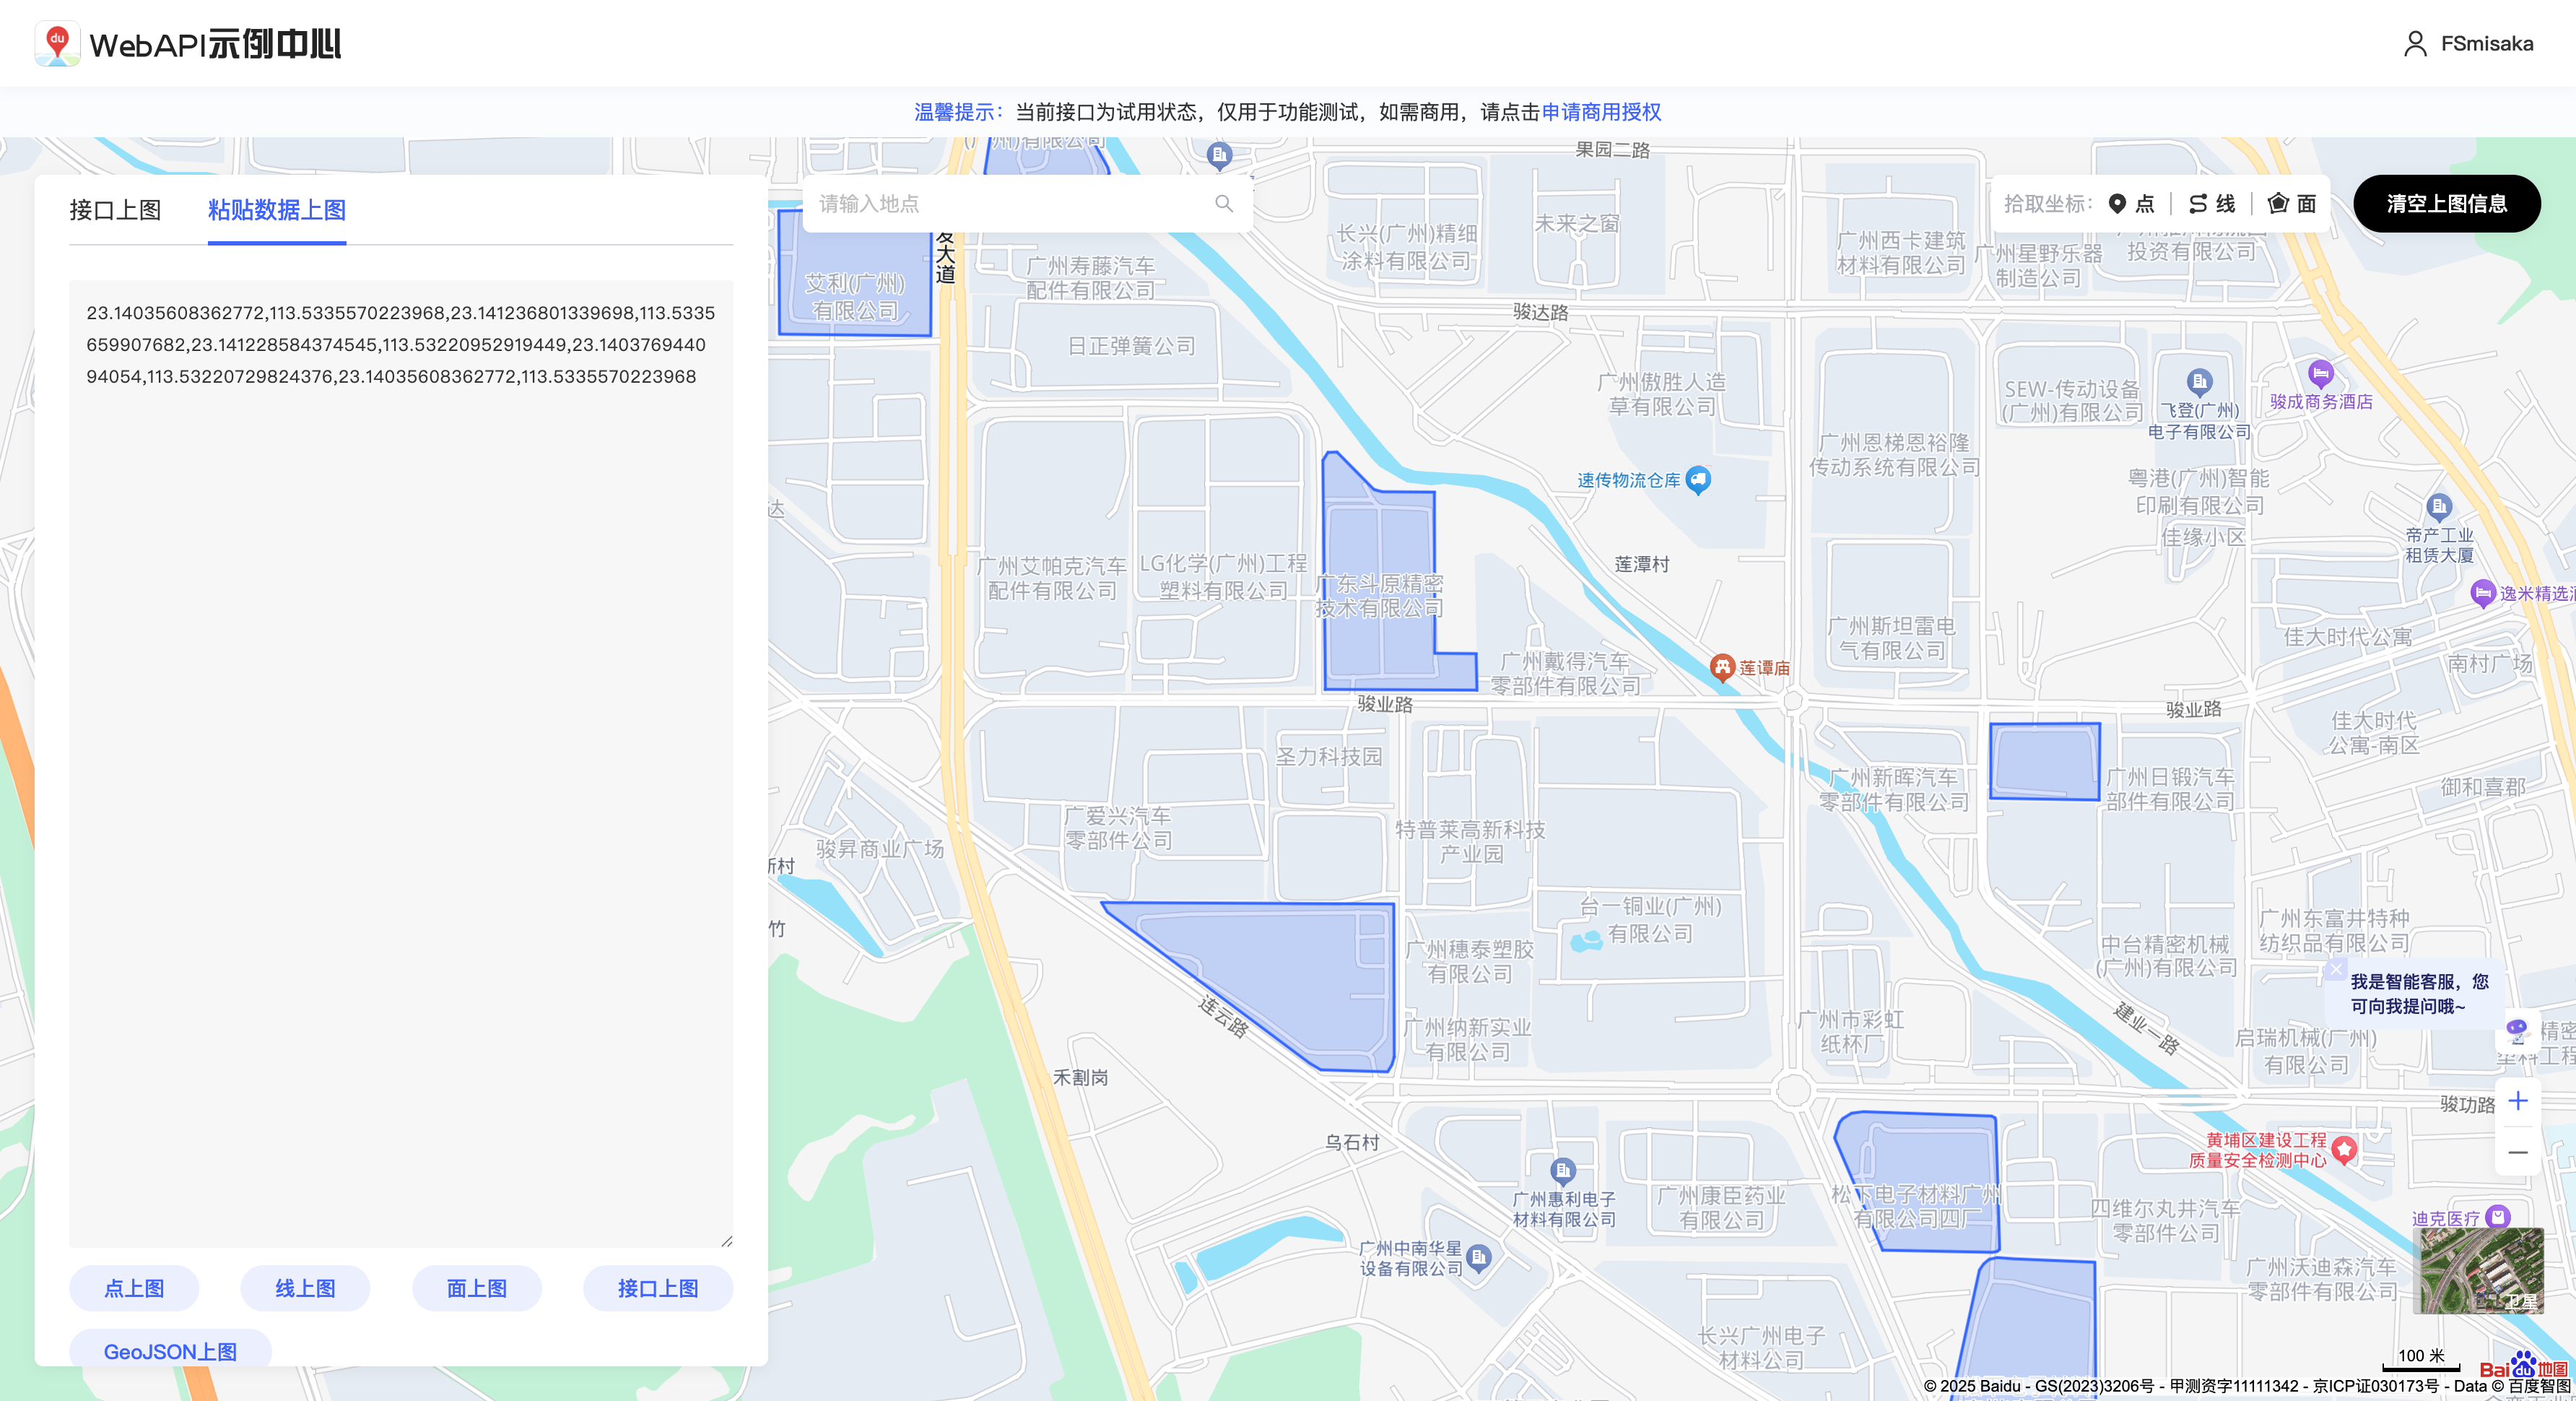 WebAPI示例中心
FSmisaka
温馨提示：当前接口为试用状态，仅用于功能测试，如需商用，请点击申请商用授权
接口上图
粘贴数据上图
23.14035608362772,113.5335570223968,23.141236801339698,113.5335
659907682,23.141228584374545,113.53220952919449,23.1403769440
94054,113.53220729824376,23.14035608362772,113.5335570223968
点上图
线上图
面上图
接口上图
GeoJSON上图
请输入地点
拾取坐标：
点
线
面
清空上图信息
果园二路
长兴(广州)精细
涂料有限公司
未来之窗
广州西卡建筑
材料有限公司
广州星野乐器
制造公司
投资有限公司
大道
艾利(广州)
有限公司
广州寿藤汽车
配件有限公司
日正弹簧公司
骏达路
广州傲胜人造
草有限公司
广州恩梯恩裕隆
传动系统有限公司
SEW-传动设备
(广州)有限公司
飞登(广州)
电子有限公司
骏成商务酒店
速传物流仓库
粤港(广州)智能
印刷有限公司
佳缘小区
帝产工业
租赁大厦
达
广州艾帕克汽车
配件有限公司
LG化学(广州)工程
塑料有限公司
广东斗原精密
技术有限公司
莲潭村
逸米精选
广州斯坦雷电
气有限公司
佳大时代公寓
南村广场
广州戴得汽车
零部件有限公司
莲谭庙
骏业路
骏业路
佳大时代
公寓-南区
圣力科技园
广州新晖汽车
零部件有限公司
广州日锻汽车
部件有限公司
御和喜郡
广爱兴汽车
零部件公司
特普莱高新科技
产业园
骏昇商业广场
新村
竹
台一铜业(广州)
有限公司
广州穗泰塑胶
有限公司
中台精密机械
(广州)有限公司
广州东富井特种
纺织品有限公司
我是智能客服，您
可向我提问哦~
连云路
广州纳新实业
有限公司
广州市彩虹
纸杯厂
建业一路
启瑞机械(广州)
有限公司
禾割岗
骏功路
乌石村
黄埔区建设工程
质量安全检测中心
广州惠利电子
材料有限公司
广州康臣药业
有限公司
松下电子材料广州
有限公司四厂
四维尔丸井汽车
零部件公司
迪克医疗
广州中南华星
设备有限公司
广州沃迪森汽车
零部件有限公司
卫星
长兴广州电子
材料公司
100 米
Bai du 地图
© 2025 Baidu - GS(2023)3206号 - 甲测资字11111342 - 京ICP证030173号 - Data © 百度智图